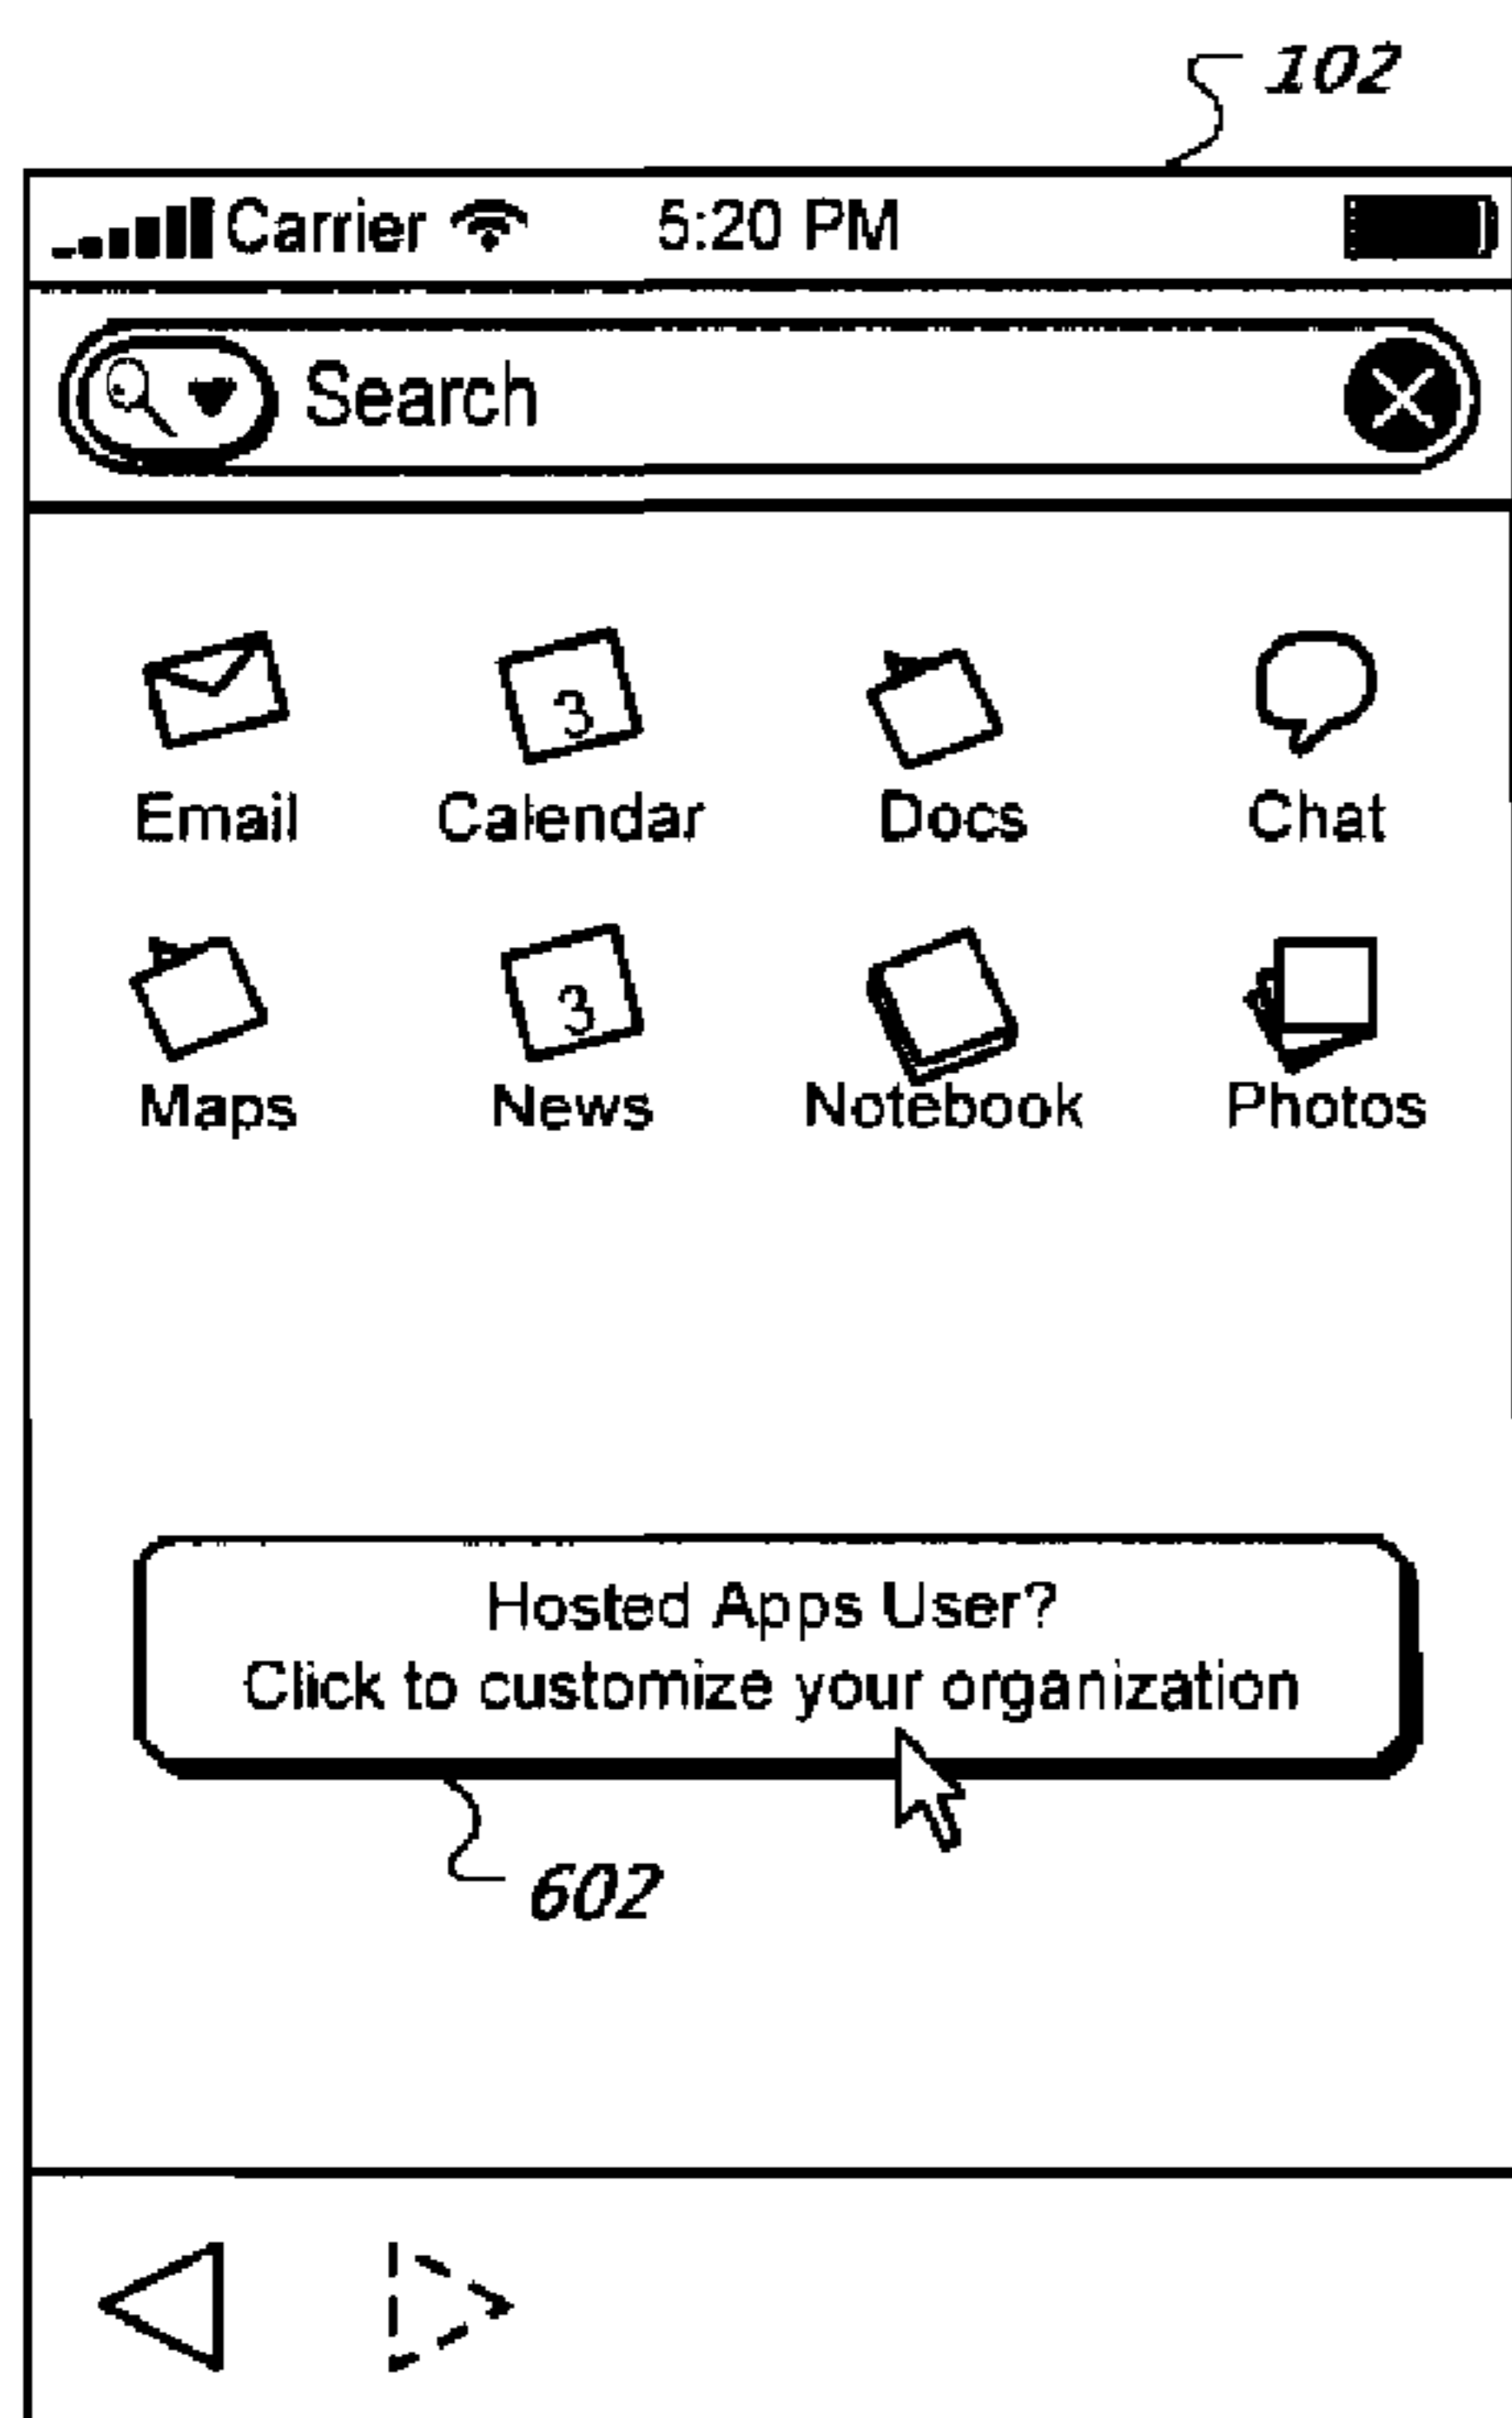 102
Carrier 5:20 PM
Search
3
Email Calendar Docs Chat
3
Maps News Notebook Photos
Hosted Apps User?
Click to customize your organization
602